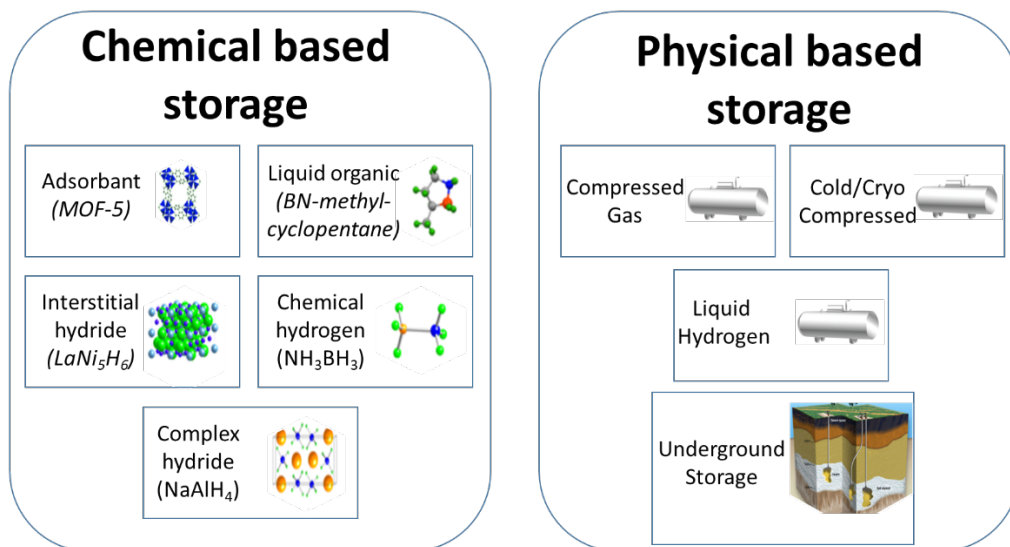 Chemical based
storage
Adsorbant
(MOF-5)
Liquid organic
(BN-methyl-
cyclopentane)
Interstitial
hydride
(LaNi₅H₆)
Chemical
hydrogen
(NH₃BH₃)
Complex
hydride
(NaAlH₄)
Physical based
storage
Compressed
Gas
Cold/Cryo
Compressed
Liquid
Hydrogen
Underground
Storage